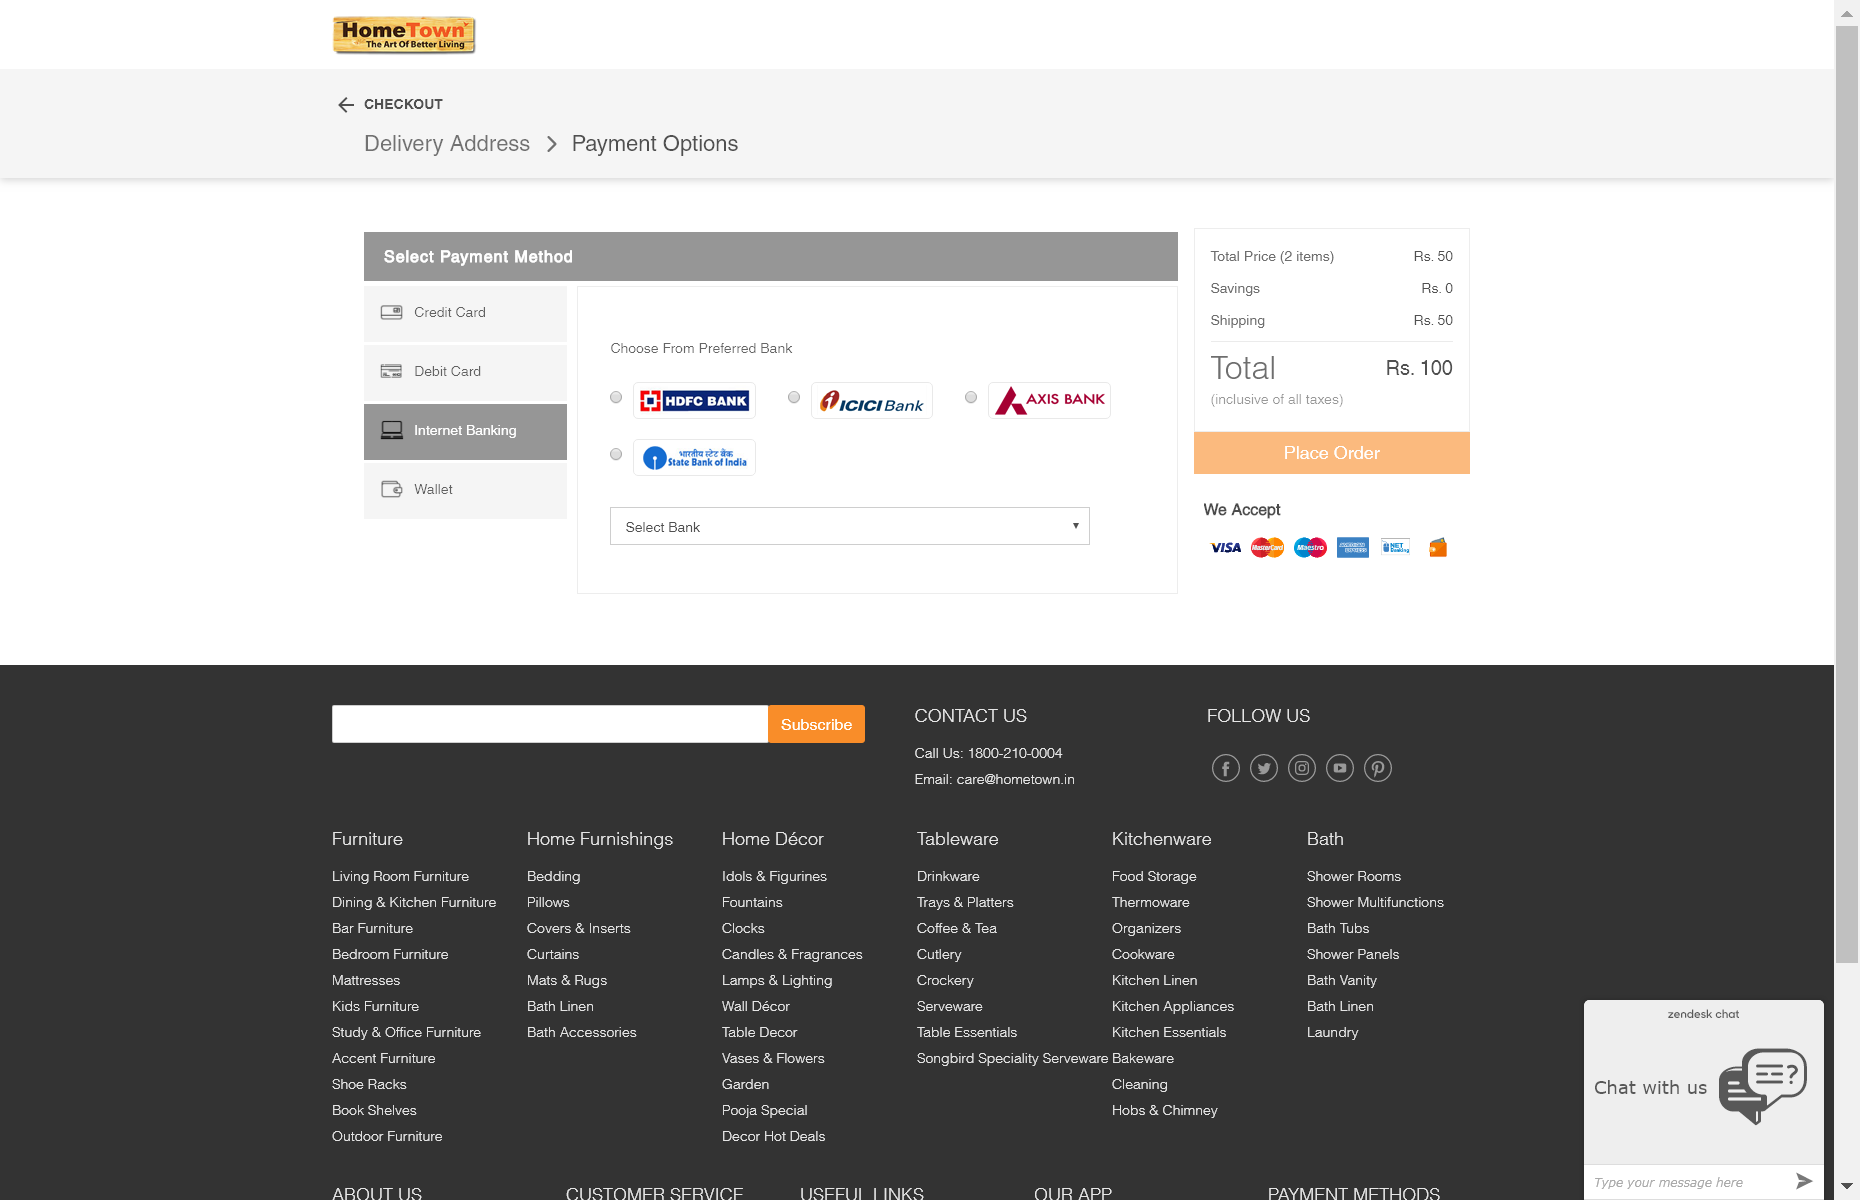 HomeTown
The Art Of Better Living
CHECKOUT
Delivery Address
Payment Options
Select Payment Method
Credit Card
Debit Card
Internet Banking
Wallet
Choose From Preferred Bank
HDFC BANK
ICICI Bank
AXIS BANK
भारतीय स्टेट बैंक
State Bank of India
Select Bank
Total Price (2 items) Rs. 50
Savings Rs. 0
Shipping Rs. 50
Total Rs. 100
(inclusive of all taxes)
Place Order
We Accept
VISA MasterCard Maestro AMERICAN EXPRESS NET Banking
Subscribe
CONTACT US
Call Us: 1800-210-0004
Email: care@hometown.in
FOLLOW US
Furniture
Living Room Furniture
Dining & Kitchen Furniture
Bar Furniture
Bedroom Furniture
Mattresses
Kids Furniture
Study & Office Furniture
Accent Furniture
Shoe Racks
Book Shelves
Outdoor Furniture
Home Furnishings
Bedding
Pillows
Covers & Inserts
Curtains
Mats & Rugs
Bath Linen
Bath Accessories
Home Décor
Idols & Figurines
Fountains
Clocks
Candles & Fragrances
Lamps & Lighting
Wall Décor
Table Decor
Vases & Flowers
Garden
Pooja Special
Decor Hot Deals
Tableware
Drinkware
Trays & Platters
Coffee & Tea
Cutlery
Crockery
Serveware
Table Essentials
Songbird Speciality Serveware
Kitchenware
Food Storage
Thermoware
Organizers
Cookware
Kitchen Linen
Kitchen Appliances
Kitchen Essentials
Bakeware
Cleaning
Hobs & Chimney
Bath
Shower Rooms
Shower Multifunctions
Bath Tubs
Shower Panels
Bath Vanity
Bath Linen
Laundry
ABOUT US
CUSTOMER SERVICE
USEFUL LINKS
OUR APP
PAYMENT METHODS
zendesk chat
Chat with us
Type your message here